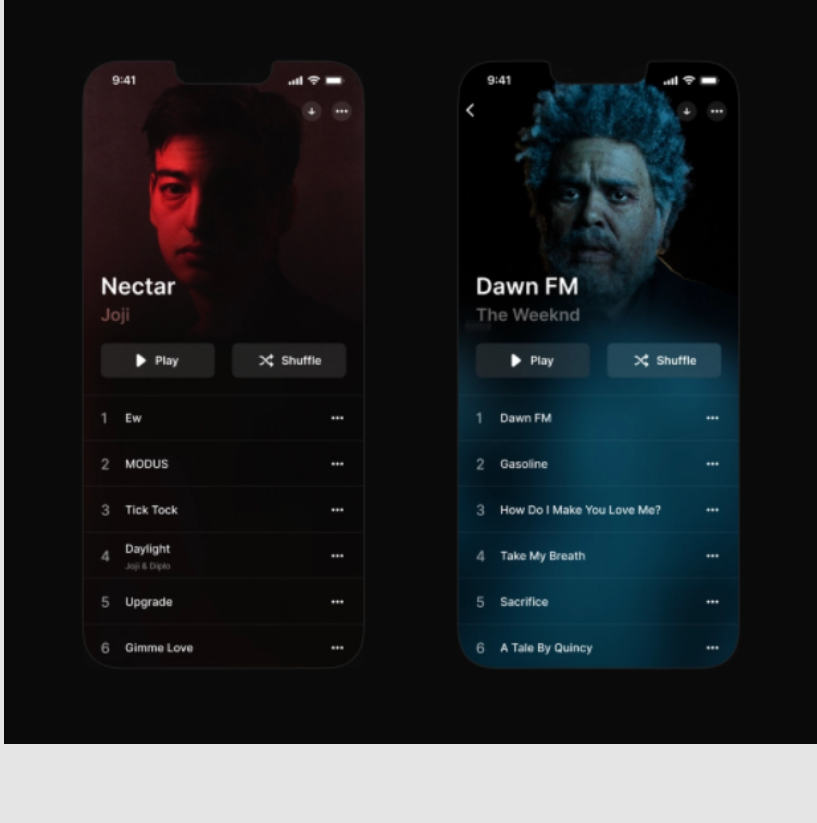 9:41
Nectar
Joji
Play
Shuffle
1 Ew
2 MODUS
3 Tick Tock
4 Daylight
Joji & Diplo
5 Upgrade
6 Gimme Love
9:41
Dawn FM
The Weeknd
Play
Shuffle
1 Dawn FM
2 Gasoline
3 How Do I Make You Love Me?
4 Take My Breath
5 Sacrifice
6 A Tale By Quincy